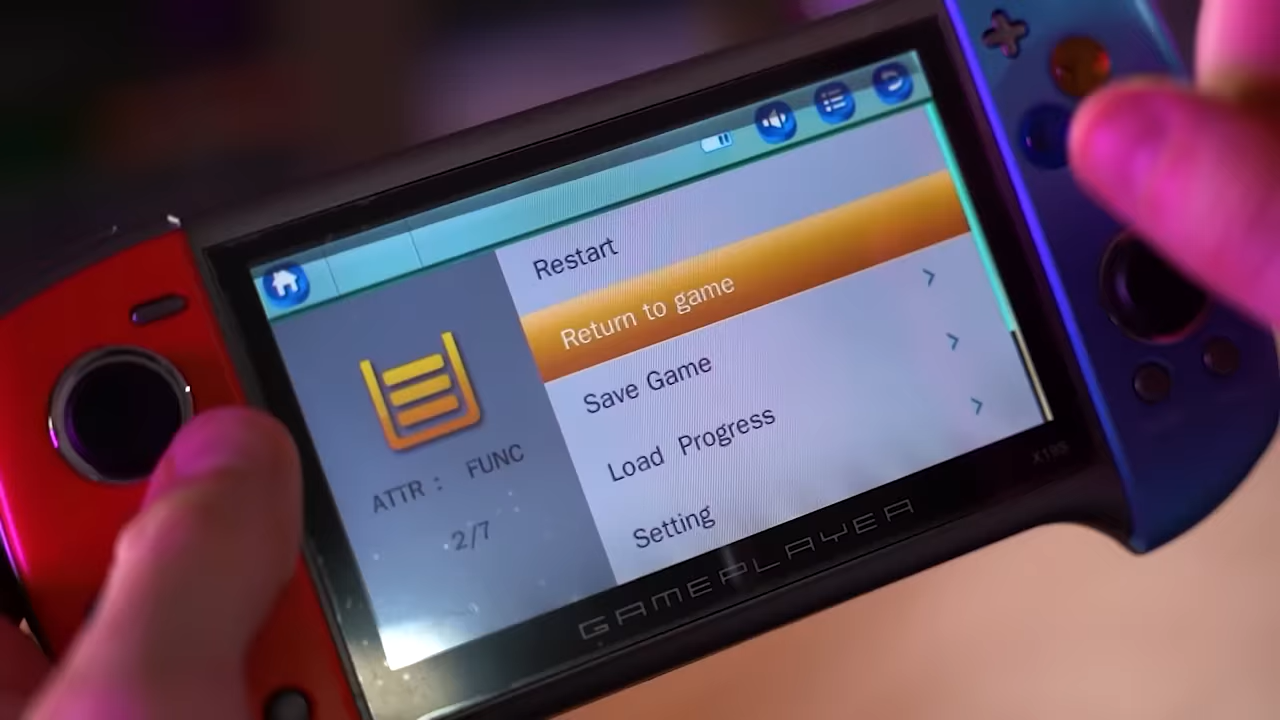 Restart
Return to game
Save Game
Load Progress
Setting
ATTR : FUNC
2/7
GAMEPLAYER